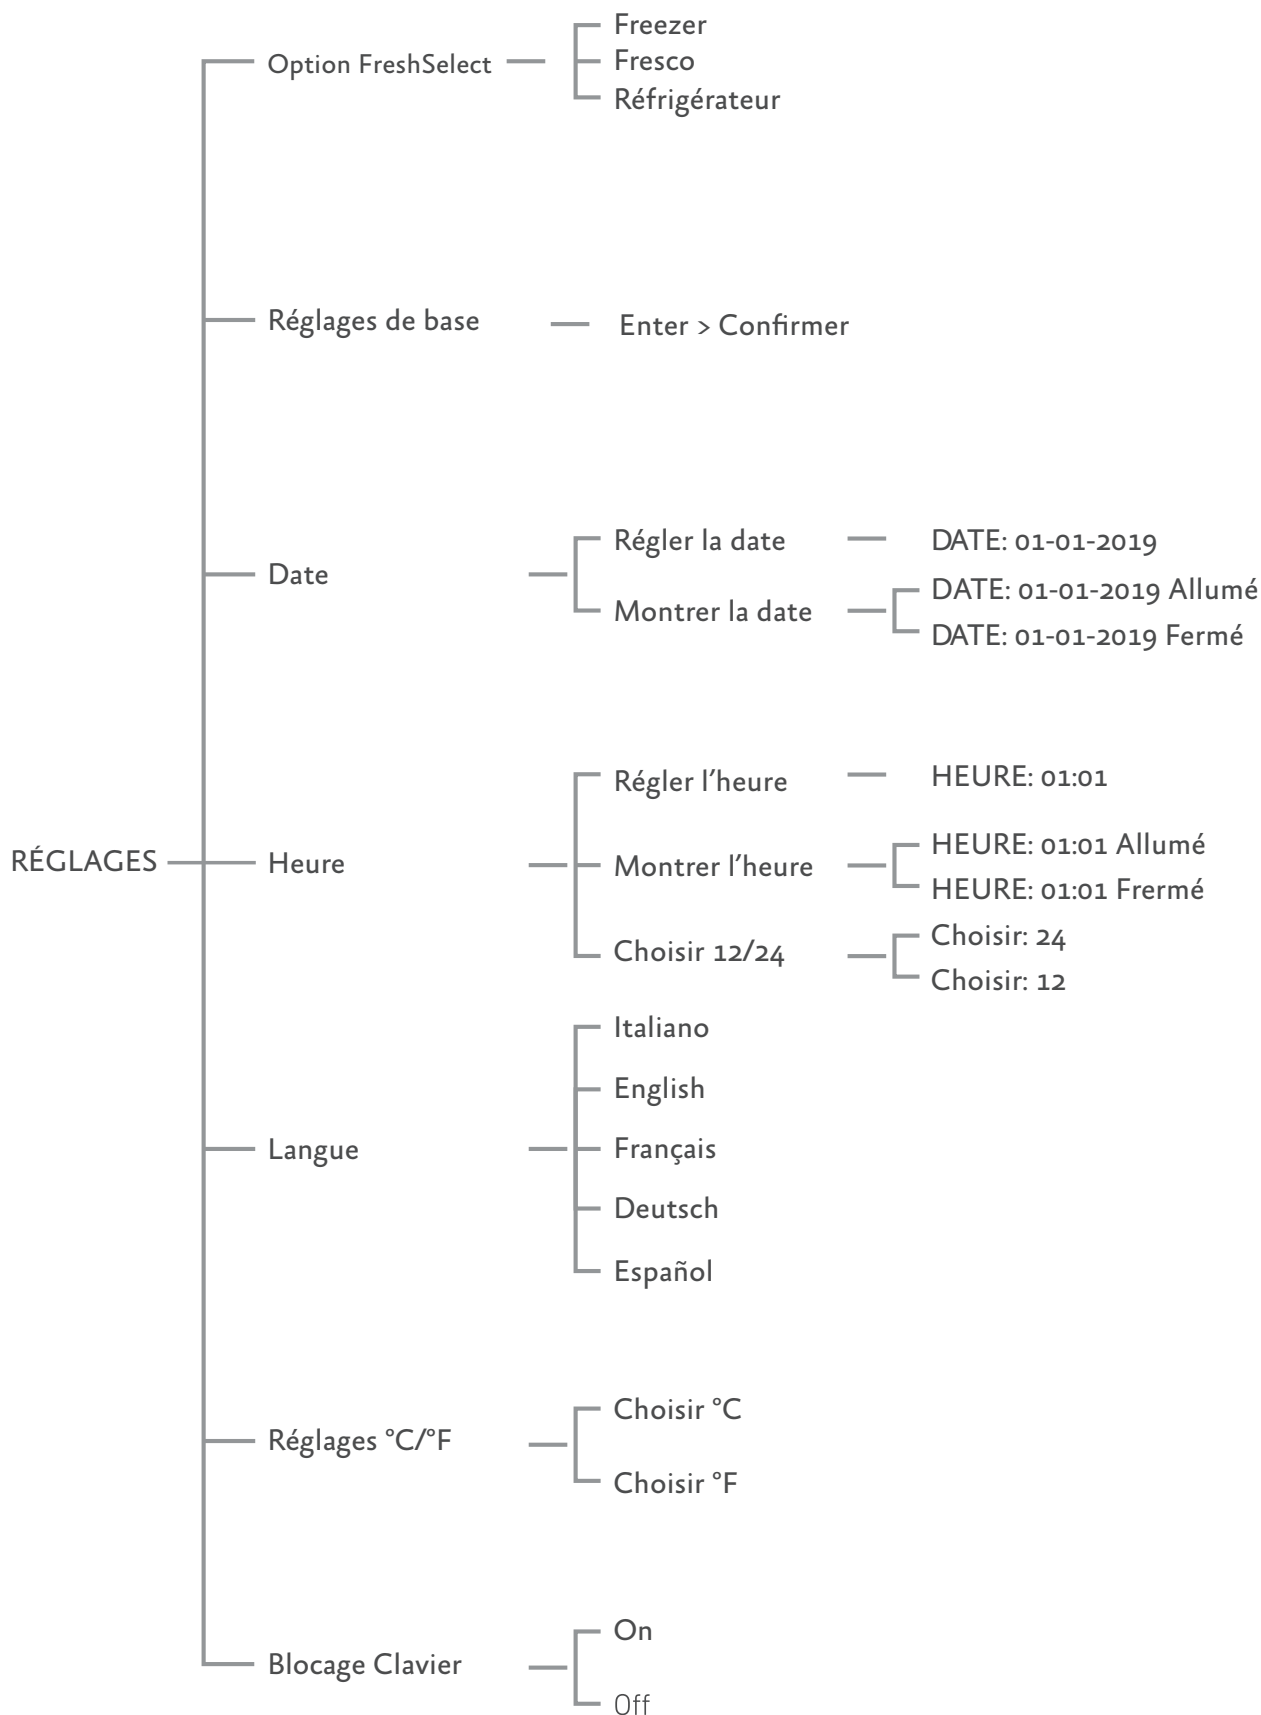 Option FreshSelect
Freezer
Fresco
Réfrigérateur
Réglages de base
Enter > Confirmer
Date
Régler la date
DATE: 01-01-2019
Montrer la date
DATE: 01-01-2019 Allumé
DATE: 01-01-2019 Fermé
RÉGLAGES
Heure
Régler l’heure
HEURE: 01:01
Montrer l’heure
HEURE: 01:01 Allumé
HEURE: 01:01 Frermé
Choisir 12/24
Choisir: 24
Choisir: 12
Langue
Italiano
English
Français
Deutsch
Español
Réglages °C/°F
Choisir °C
Choisir °F
Blocage Clavier
On
Off